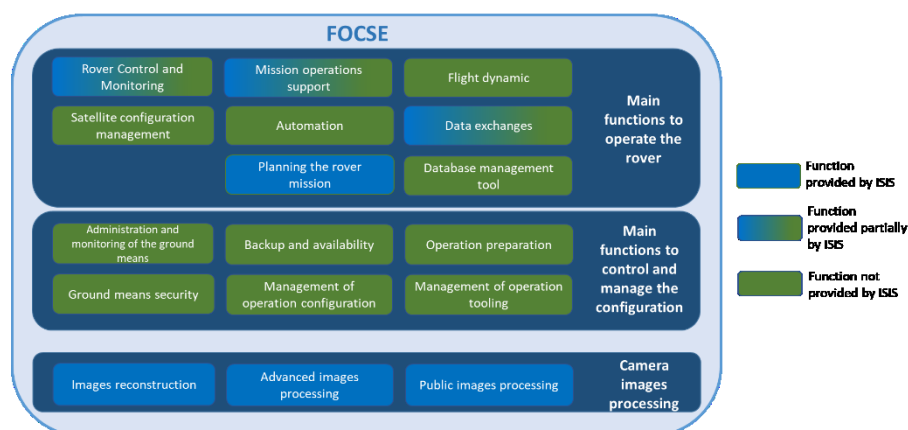 FOCSE
Rover Control and
Monitoring
Mission operations
support
Flight dynamic
Satellite configuration
management
Automation
Data exchanges
Planning the rover
mission
Database management
tool
Main
functions to
operate the
rover
Administration and
monitoring of the ground
means
Backup and availability
Operation preparation
Ground means security
Management of
operation configuration
Management of operation
tooling
Main
functions to
control and
manage the
configuration
Images reconstruction
Advanced images
processing
Public images processing
Camera
images
processing
Function
provided by ISIS
Function
provided partially
by ISIS
Function not
provided by ISIS